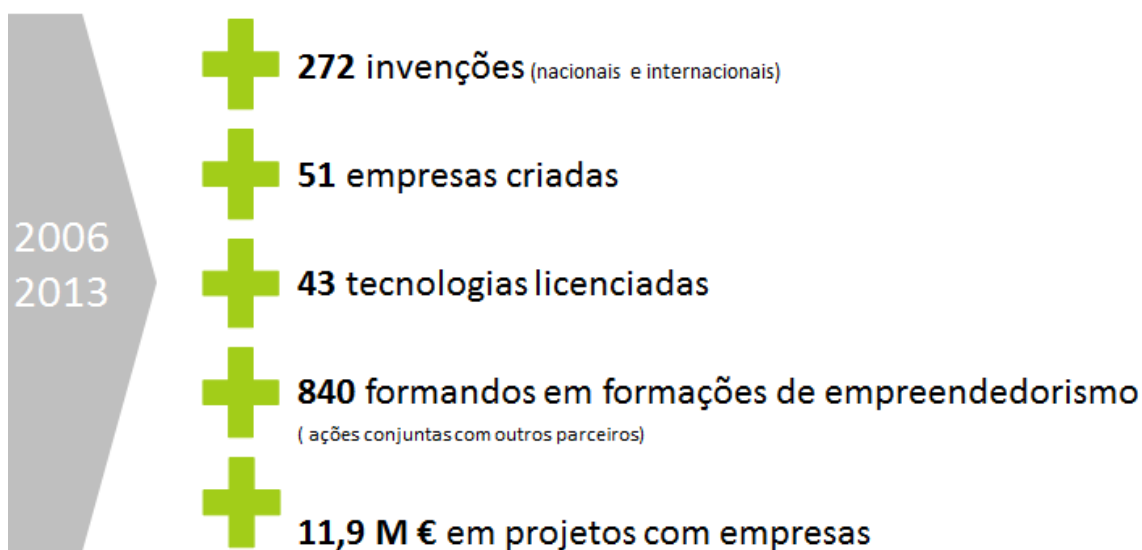 2006
2013
272 invenções (nacionais e internacionais)
51 empresas criadas
43 tecnologias licenciadas
840 formandos em formações de empreendedorismo
( ações conjuntas com outros parceiros)
11,9 M € em projetos com empresas